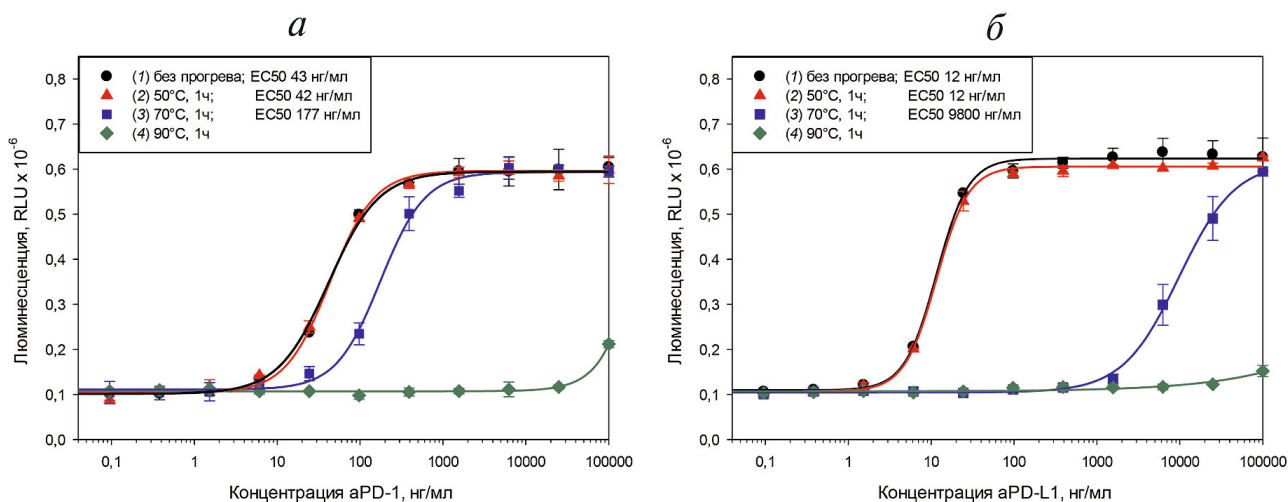 а
0,8
0,7
0,6
0,5
0,4
0,3
0,2
0,1
0,0
Люминесценция, RLU x 10-6
(1) без прогрева; EC50 43 нг/мл
(2) 50°C, 1ч; EC50 42 нг/мл
(3) 70°C, 1ч; EC50 177 нг/мл
(4) 90°C, 1ч
0,1 1 10 100 1000 10000 100000
Концентрация aPD-1, нг/мл
б
0,8
0,7
0,6
0,5
0,4
0,3
0,2
0,1
0,0
Люминесценция, RLU x 10-6
(1) без прогрева; EC50 12 нг/мл
(2) 50°C, 1ч; EC50 12 нг/мл
(3) 70°C, 1ч; EC50 9800 нг/мл
(4) 90°C, 1ч
0,1 1 10 100 1000 10000 100000
Концентрация aPD-L1, нг/мл